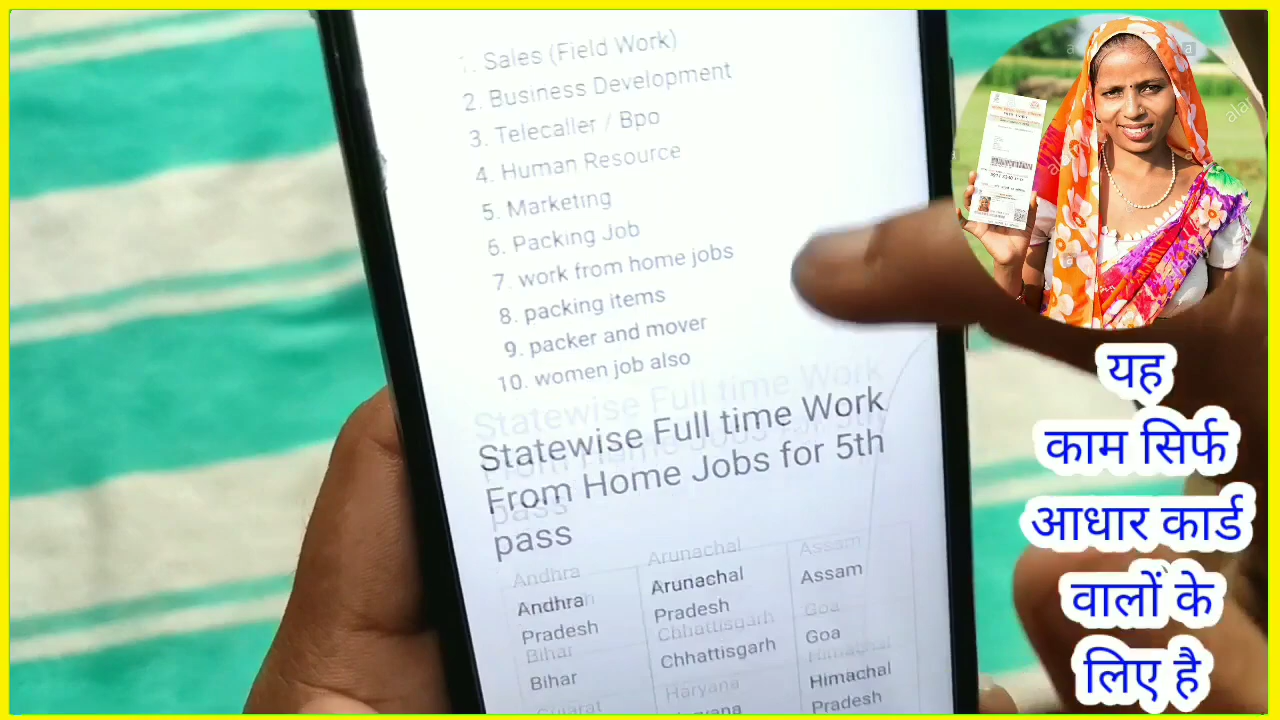 1. Sales (Field Work)
2. Business Development
3. Telecaller / Bpo
4. Human Resource
5. Marketing
6. Packing Job
7. work from home jobs
8. packing items
9. packer and mover
10. women job also
Statewise Full time Work
From Home Jobs for 5th
pass
Andhra Pradesh
Arunachal Pradesh
Assam
Bihar
Chhattisgarh
Goa
Gujarat
Haryana
Himachal Pradesh
यह
काम सिर्फ
आधार कार्ड
वालों के
लिए है